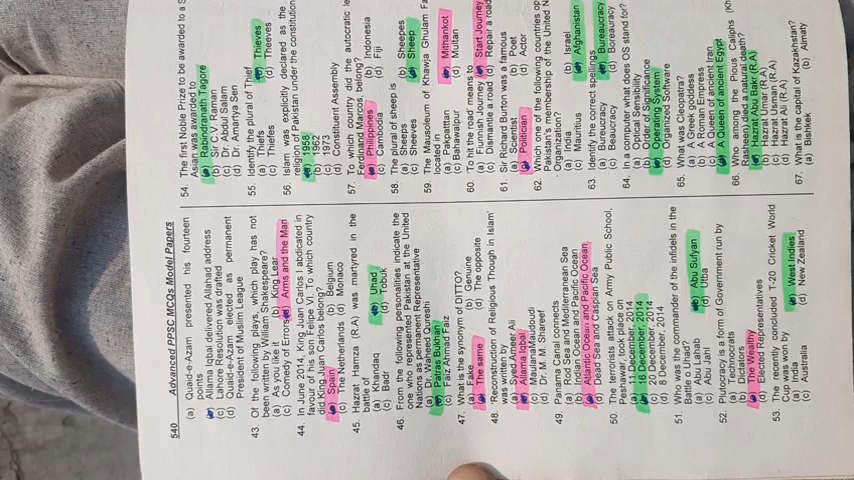 540 Advanced PPSC MCQs Model Papers
(a) Quad-e-Azam presented his fourteen
points
Allama Iqbal delivered Allahad address
(c) Lahore Resolution was drafted
(d) Quaid-e-Azam elected as permanent
President of Muslim League
43. Of the following plays, which play has not
been written by William Shakespeare?
(a) As you like it (b) King Lear
(c) Comedy of Errors (d) Arms and the Man
44. In June 2014, King Juan Carlos I abdicated in
favour of his son Felipe VI. To which country
did King Juan Carlos belong?
(a) Spain (b) Belgium
(c) The Netherlands (d) Monaco
45. Hazrat Hamza (R.A) was martyred in the
battle of
(a) Khandaq (b) Uhad
(c) Badr (d) Tobuk
46. From the following personalities indicate the
one which represented Pakistan at the United
Nations as permanent Representative
(a) Dr. Waheed Qureshi
Patras Bukhari
(c) Faiz Ahmad Faiz
47. What is the synonym of DITTO?
(a) Fake (b) Genuine
The same (d) The opposite
48. 'Reconstruction of Religious Though in Islam'
was written by
(a) Syed Ameer Ali
Allama Iqbal
(c) Maulana Maudoudi
(d) Dr. M. M. Shareef
49. Panama Canal connects
(a) Rod Sea and Mediterranean Sea
(b) Indian Ocean and Pacific Ocean
Atlantic Ocean and Pacific Ocean
(d) Dead Sea and Caspian Sea
50. The terrorists attack on Army Public School,
Peshawar, took place on
(a) 11 December, 2014
16 December, 2014
(c) 20 December, 2014
(d) 8 December, 2014
51. Who was the commander of the infidels in the
Battle o Uhad?
(a) Abu Lahab Abu Sufyan
(c) Abu Jahl (d) Utba
52. Plutocracy is a form of Government run by
(a) Technocrats
(b) Dictators
The Wealthy
(d) Elected Representatives
53. The recently concluded T-20 Cricket World
Cup was won by
(a) India West Indies
(c) Australia (d) New Zealand
54. The first Noble Prize to be awarded to a S
Asian was awarded to
(a) Rabindranath Tagore
(b) Sir C.V. Raman
(c) Dr. Abdul Salam
(d) Dr. Amartya Sen
55. Identify the plural of Thief
(a) Thiefs (b) Thieves
(c) Thiefes (d) Theeves
56. Islam was explicitly declared as the
religion of Pakistan under the constitution
1956
(b) 1962
(c) 1973
(d) Constituent Assembly
57. To which country did the autocratic le
Ferdinand Marcos, belong?
(a) Philippines (b) Indonesia
(c) Cambodia (d) Fiji
58. The plural of sheep is
(a) Sheeps (b) Sheepes
(c) Sheeves Sheep
59. The Mausoleum of Khawja Ghulam Fa
located in
(a) Pakpattan Mithankot
(c) Bahawalpur (d) Multan
60. To hit the road means to
(a) Furnish Journey Start Journey
(c) Dismantle a road (d) Repair a road
61. Sir Richard Burton was a famous
(a) Scientist (b) Poet
Politician (d) Actor
62. Which one of the following countries op
Pakistan's membership of the United N
Organization?
(a) India (b) Israel
(c) Mauritius Afghanistan
63. Identify the correct spellings
(a) Burocracy Bureaucracy
(c) Beaucracy (d) Boreaucracy
64. In a computer what does OS stand for?
(a) Optical Sensibility
(b) Operating Significance
Operating System
(d) Organized Software
65. What was Cleopatra?
(a) A Greek goddess
(b) A Roman Empress
(c) A Queen of ancient Iran
A Queen of ancient Egypt
66. Who among the Pious Caliphs (Kh
Rasheen) died a natural death?
Hazrat Abu Bakr (R.A)
(b) Hazrat Umar (R.A)
(c) Hazrat Usman (R.A)
(d) Hazrat Ali (R.A)
67. What is the capital of Kazakhstan?
(a) Bishkek (b) Almaty